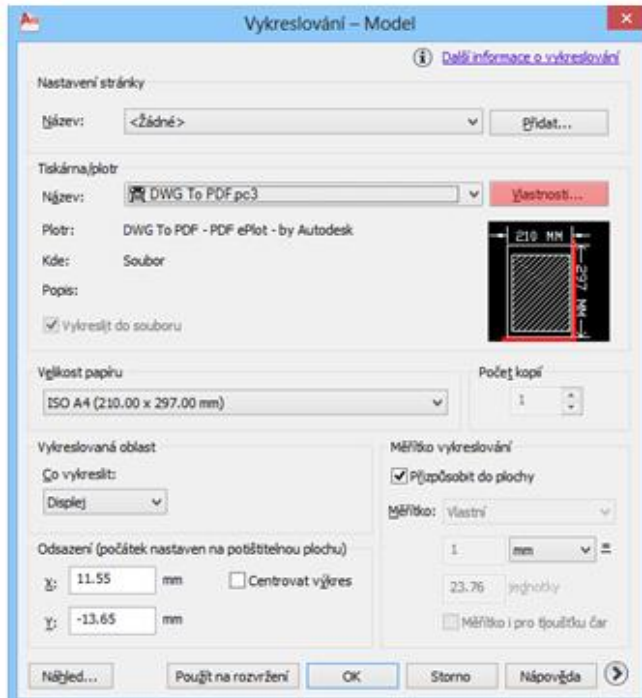 Vykreslování – Model
Další informace o vykreslování
Nastavení stránky
Název: <Žádné> Přidat...
Tiskárna/plotr
Název: DWG To PDF.pc3 Vlastnosti...
Plotr: DWG To PDF - PDF ePlot - by Autodesk
Kde: Soubor
Popis:
Vykreslit do souboru
210 MM
297 MM
Velikost papíru
ISO A4 (210.00 x 297.00 mm)
Počet kopií
1
Vykreslovaná oblast
Co vykreslit:
Displej
Odsazení (počátek nastaven na potištitelnou plochu)
X: 11.55 mm Centrovat výkres
Y: -13.65 mm
Měřítko vykreslování
Přizpůsobit do plochy
Měřítko: Vlastní
1 mm =
23.76 jednotky
Měřítko i pro tloušťku čar
Náhled... Použít na rozvržení OK Storno Nápověda